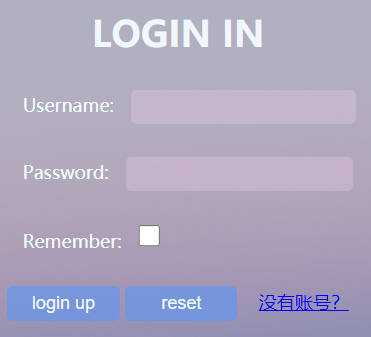 LOGIN IN
Username:
Password:
Remember:
login up reset 没有账号？